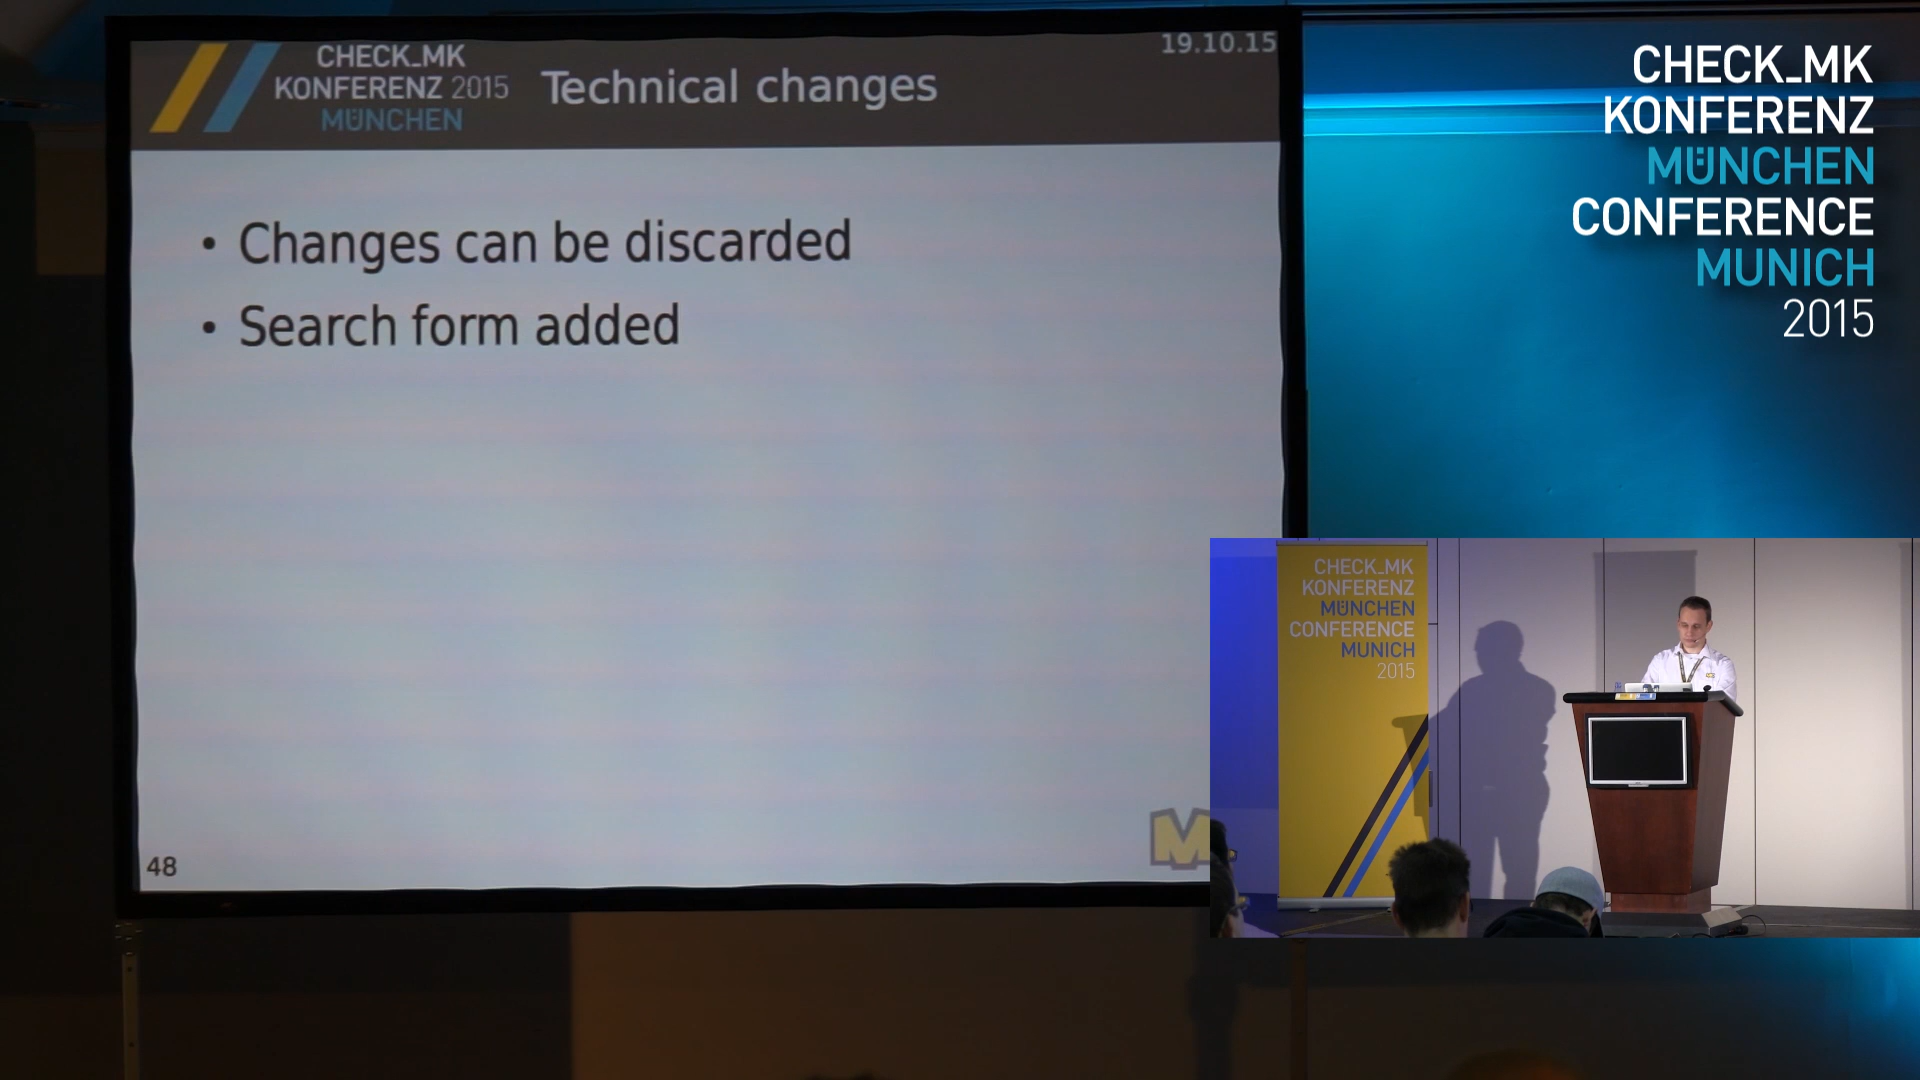 CHECK_MK
KONFERENZ 2015
MÜNCHEN
Technical changes
19.10.15
• Changes can be discarded
• Search form added
48
M
CHECK_MK
KONFERENZ
MÜNCHEN
CONFERENCE
MUNICH
2015
CHECK_MK
KONFERENZ
MÜNCHEN
CONFERENCE
MUNICH
2015